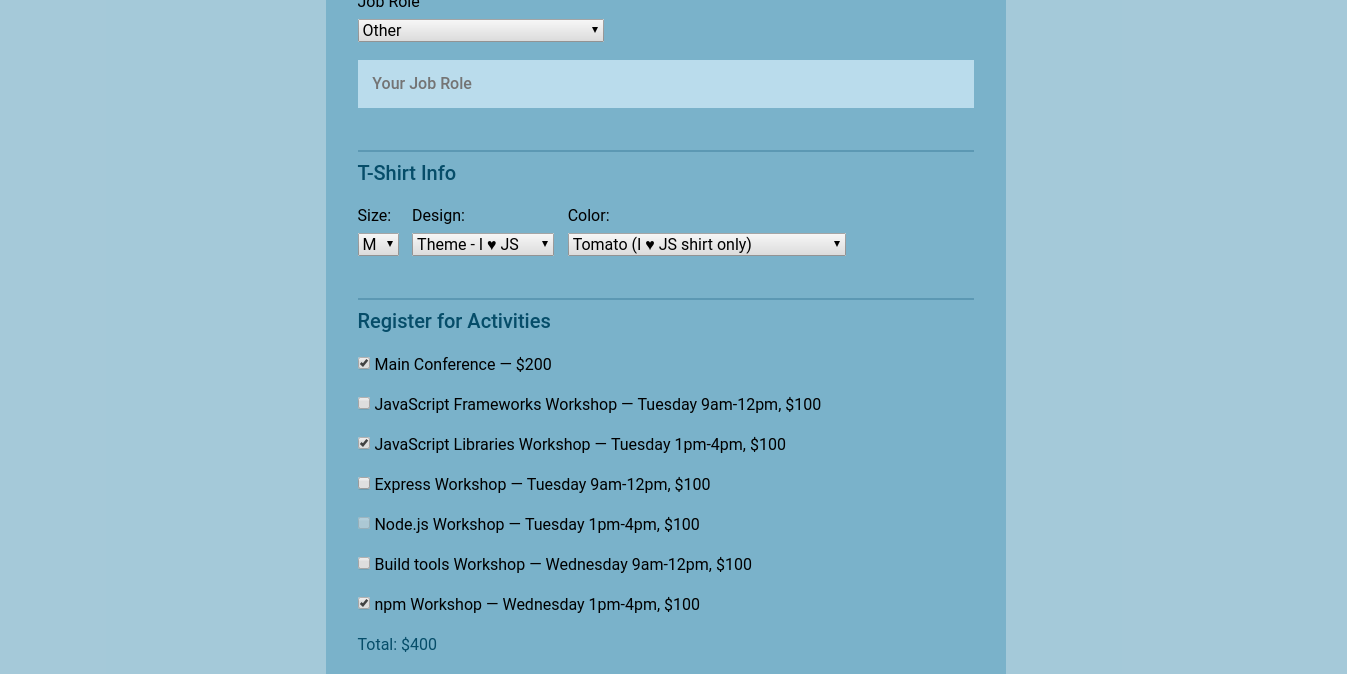 Job Role
Other
Your Job Role
T-Shirt Info
Size: Design: Color:
M Theme - I ♥ JS Tomato (I ♥ JS shirt only)
Register for Activities
Main Conference — $200
JavaScript Frameworks Workshop — Tuesday 9am-12pm, $100
JavaScript Libraries Workshop — Tuesday 1pm-4pm, $100
Express Workshop — Tuesday 9am-12pm, $100
Node.js Workshop — Tuesday 1pm-4pm, $100
Build tools Workshop — Wednesday 9am-12pm, $100
npm Workshop — Wednesday 1pm-4pm, $100
Total: $400